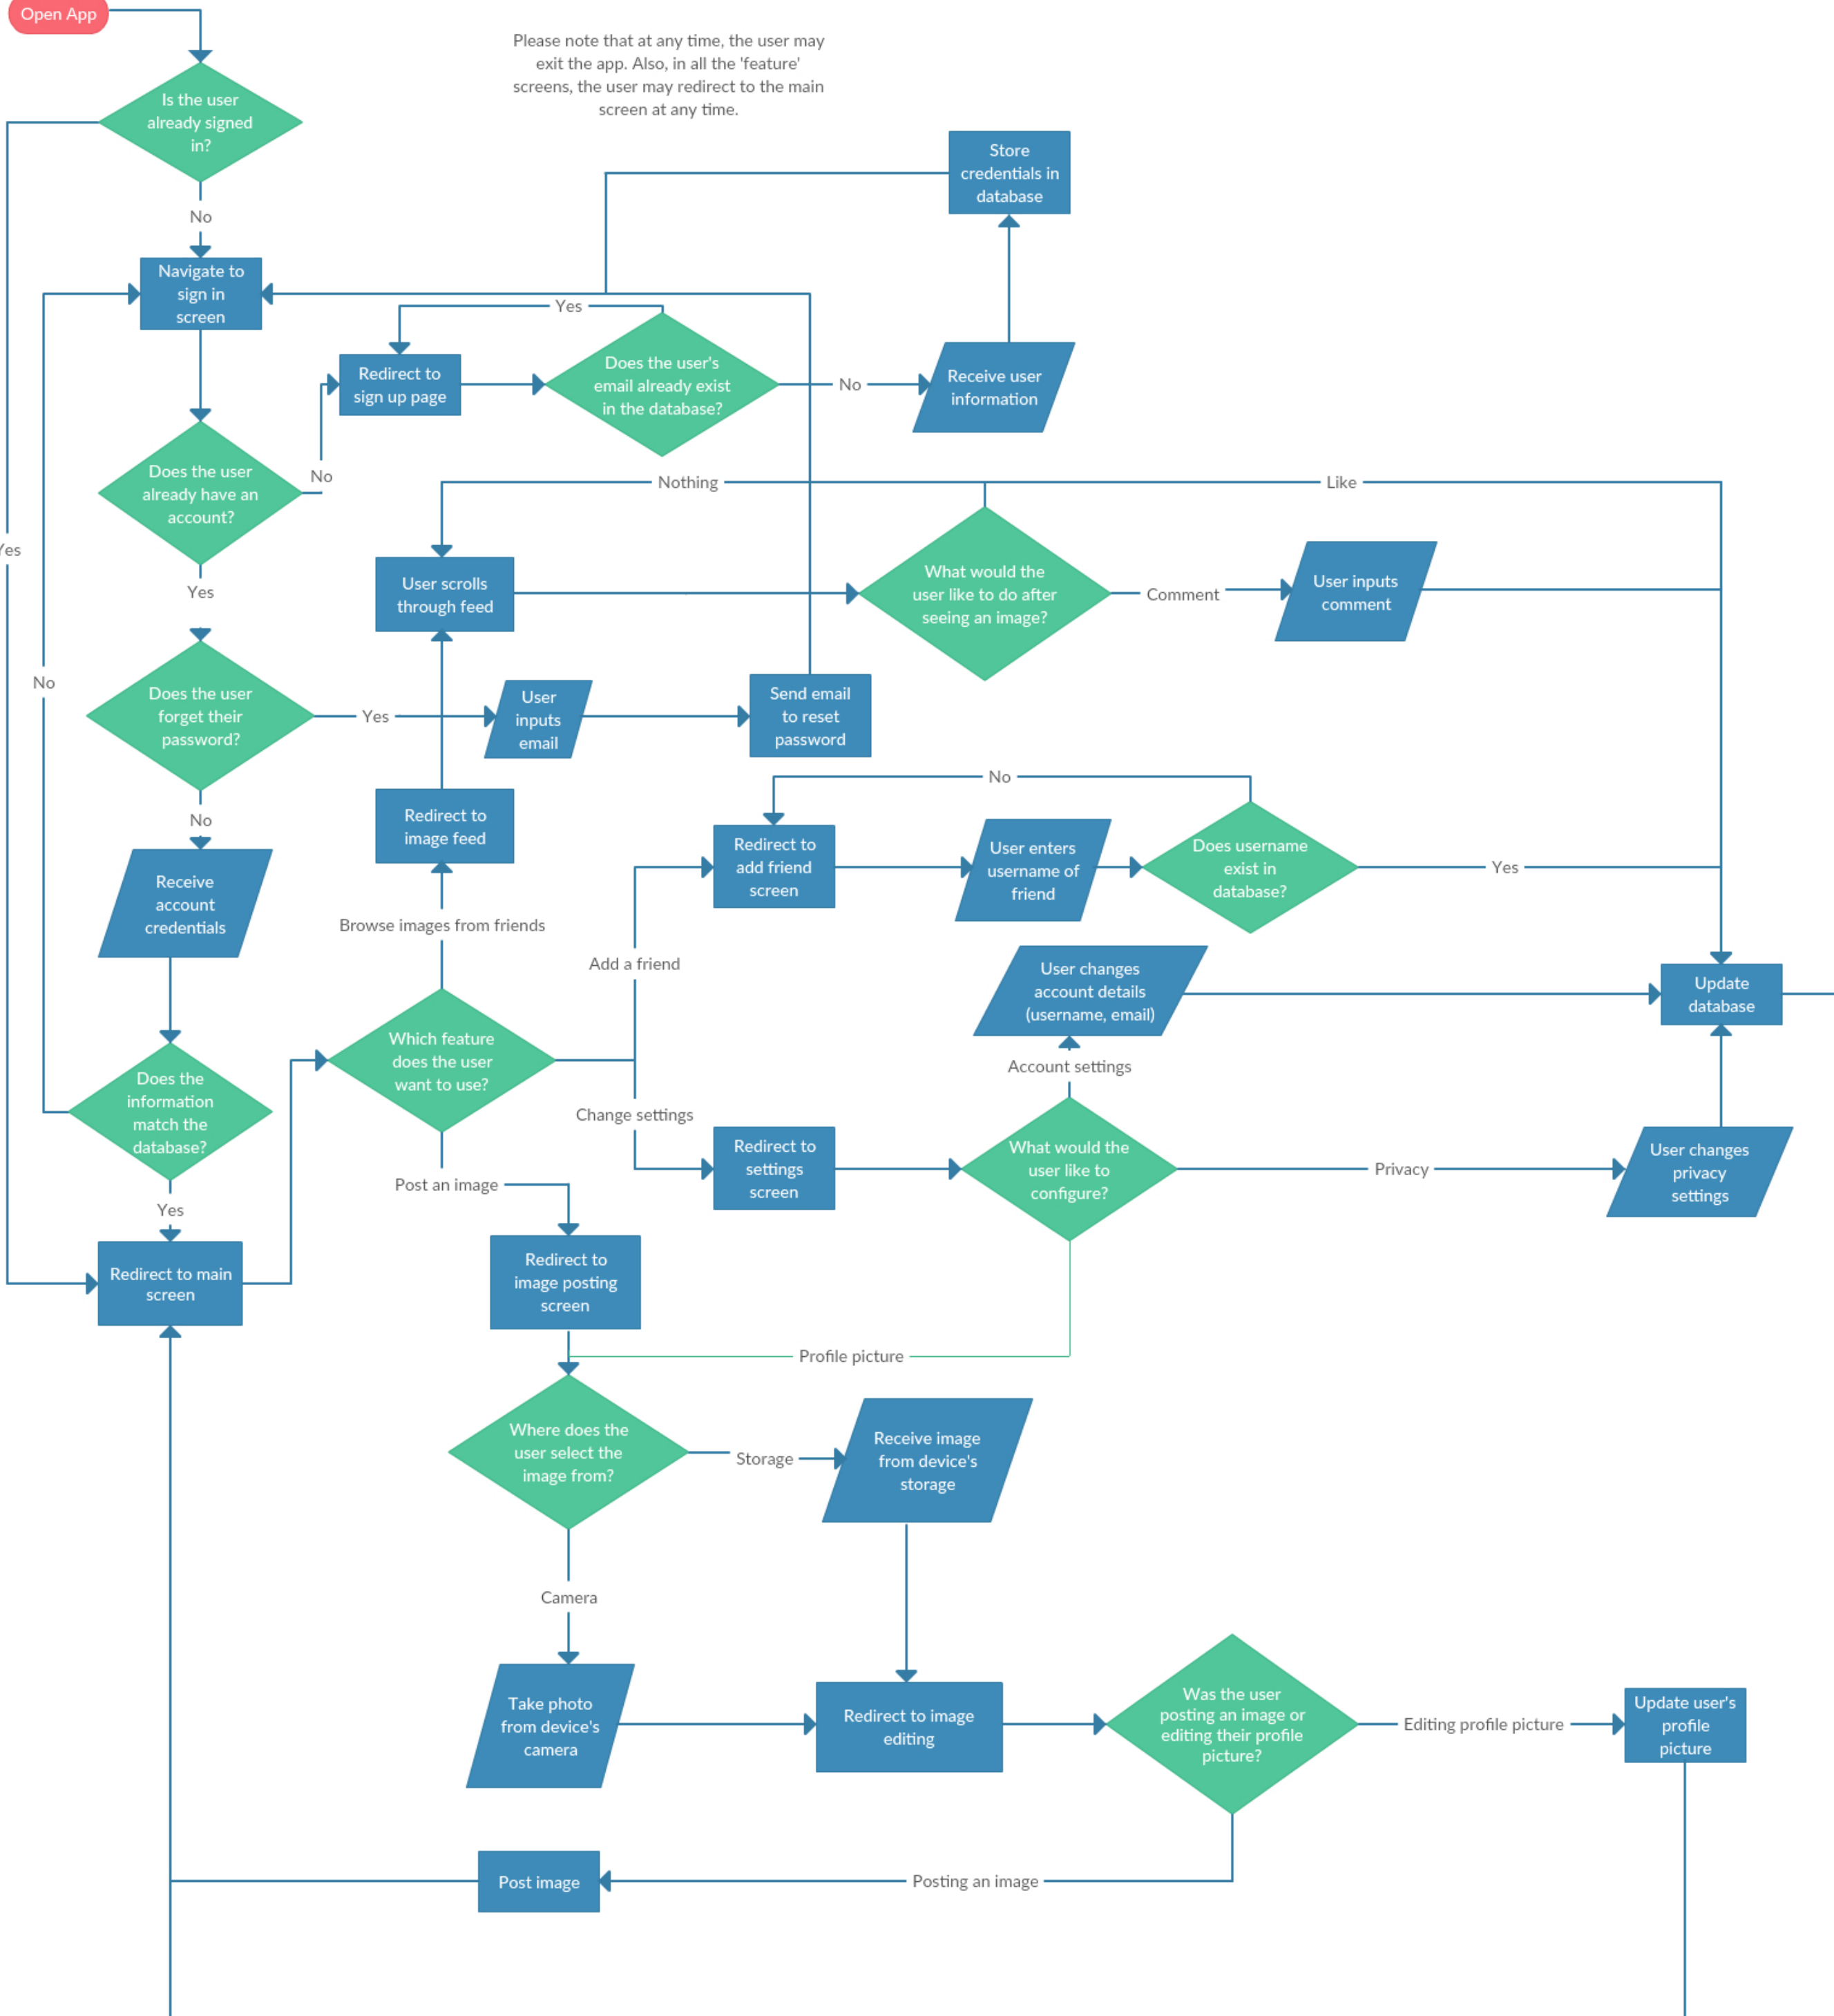 Open App
Please note that at any time, the user may
exit the app. Also, in all the 'feature'
screens, the user may redirect to the main
screen at any time.
Is the user
already signed
in?
No
Yes
Store
credentials in
database
Navigate to
sign in
screen
Yes
Redirect to
sign up page
Does the user's
email already exist
in the database?
No
Receive user
information
Does the user
already have an
account?
No
Yes
Nothing
Like
User scrolls
through feed
What would the
user like to do after
seeing an image?
Comment
User inputs
comment
No
Does the user
forget their
password?
Yes
User
inputs
email
Send email
to reset
password
No
No
Redirect to
image feed
Redirect to
add friend
screen
User enters
username of
friend
Does username
exist in
database?
Yes
Receive
account
credentials
Browse images from friends
Add a friend
User changes
account details
(username, email)
Update
database
Which feature
does the user
want to use?
Account settings
Does the
information
match the
database?
Change settings
Redirect to
settings
screen
What would the
user like to
configure?
Privacy
User changes
privacy
settings
Post an image
Yes
Redirect to main
screen
Redirect to
image posting
screen
Profile picture
Where does the
user select the
image from?
Storage
Receive image
from device's
storage
Camera
Take photo
from device's
camera
Redirect to image
editing
Was the user
posting an image or
editing their profile
picture?
Editing profile picture
Update user's
profile
picture
Post image
Posting an image